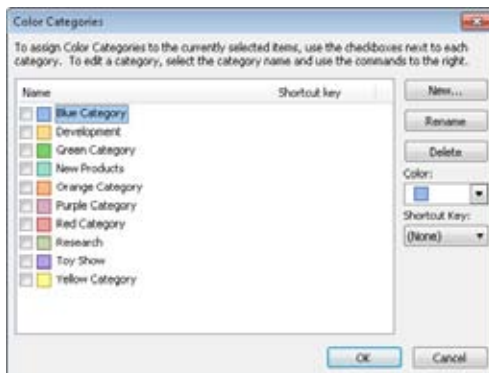 Color Categories
To assign Color Categories to the currently selected items, use the checkboxes next to each
category. To edit a category, select the category name and use the commands to the right.
Name Shortcut key
Blue Category
Development
Green Category
New Products
Orange Category
Purple Category
Red Category
Research
Toy Show
Yellow Category
New...
Rename
Delete
Color:
Shortcut Key:
(None)
OK Cancel